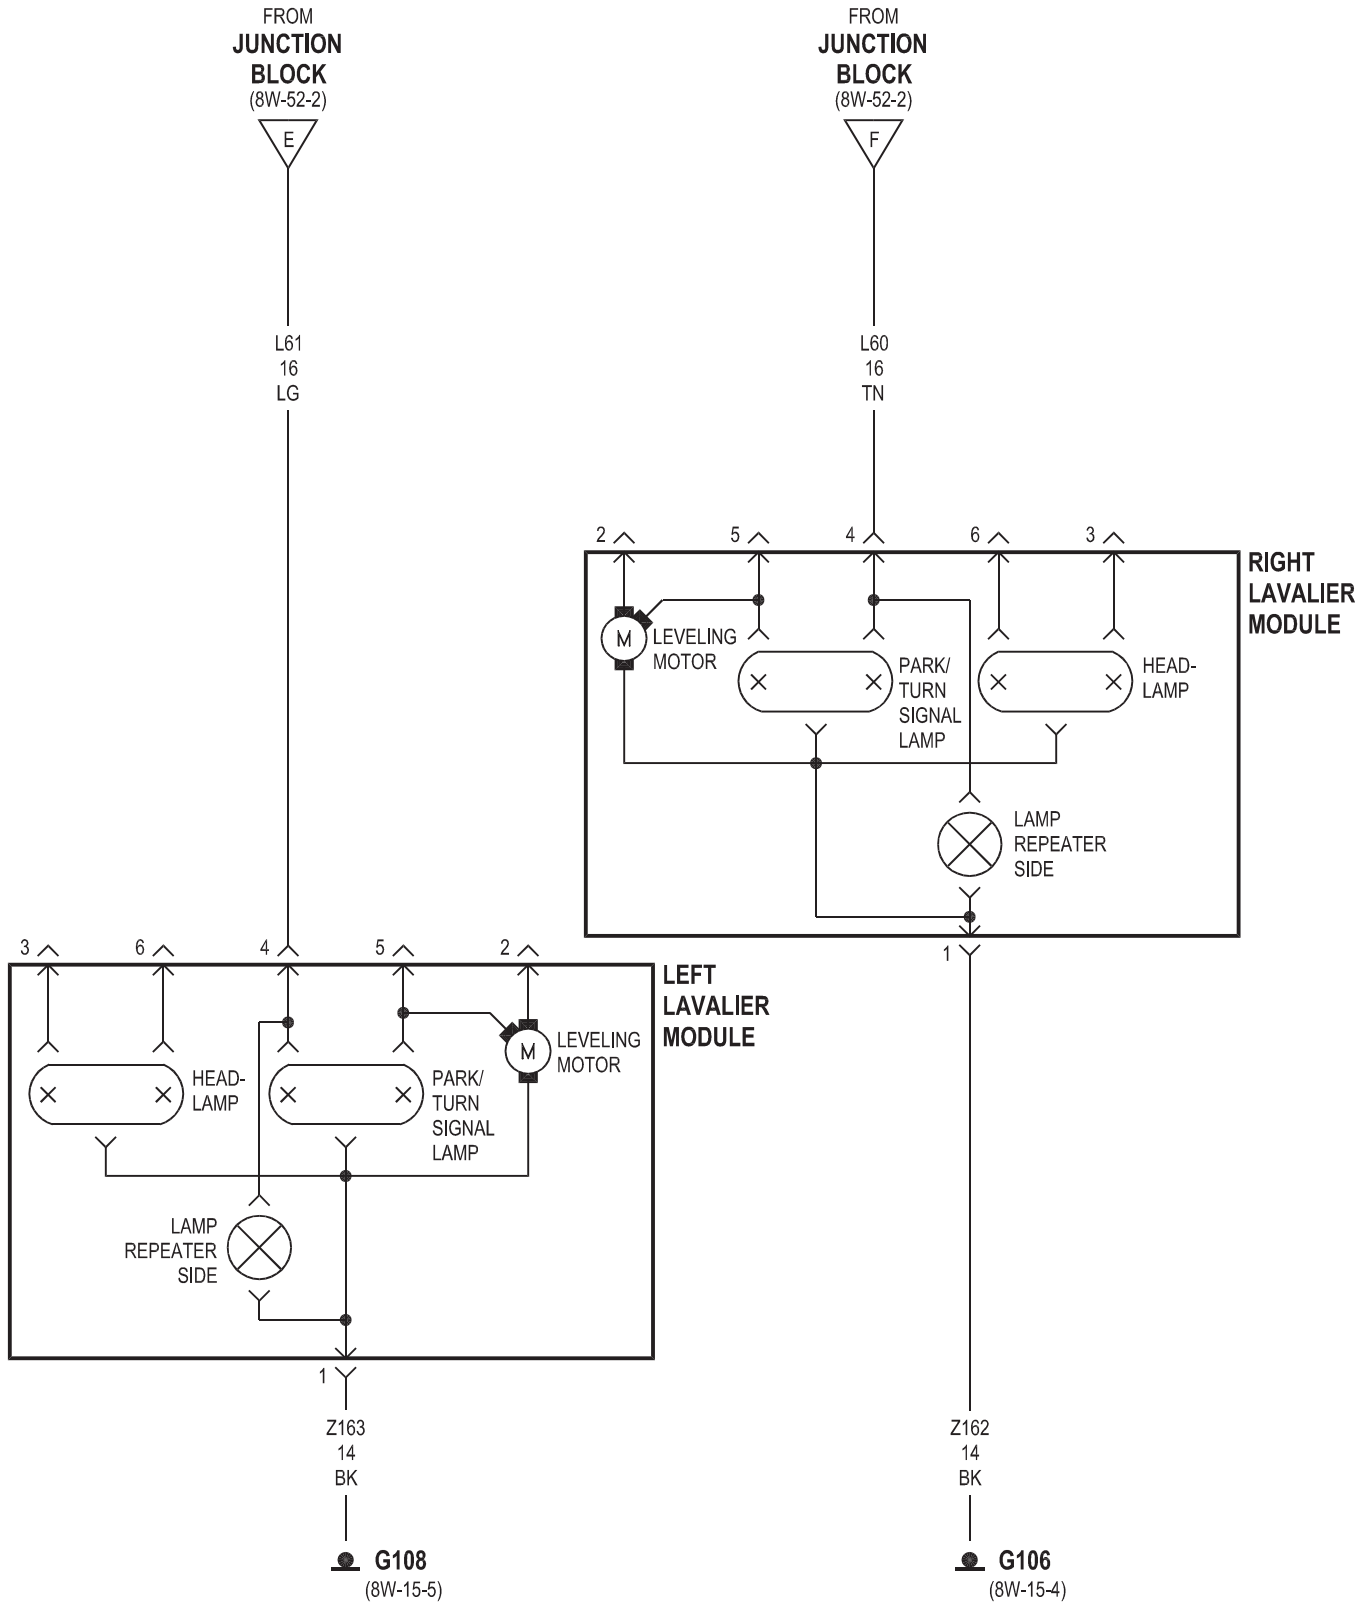 FROM
JUNCTION
BLOCK
(8W-52-2)
E
L61
16
LG
FROM
JUNCTION
BLOCK
(8W-52-2)
F
L60
16
TN
2 5 4 6 3
RIGHT
LAVALIER
MODULE
M
LEVELING
MOTOR
PARK/
TURN
SIGNAL
LAMP
HEAD-
LAMP
LAMP
REPEATER
SIDE
1
3 6 4 5 2
LEFT
LAVALIER
MODULE
HEAD-
LAMP
PARK/
TURN
SIGNAL
LAMP
M
LEVELING
MOTOR
LAMP
REPEATER
SIDE
1
Z163
14
BK
G108
(8W-15-5)
Z162
14
BK
G106
(8W-15-4)